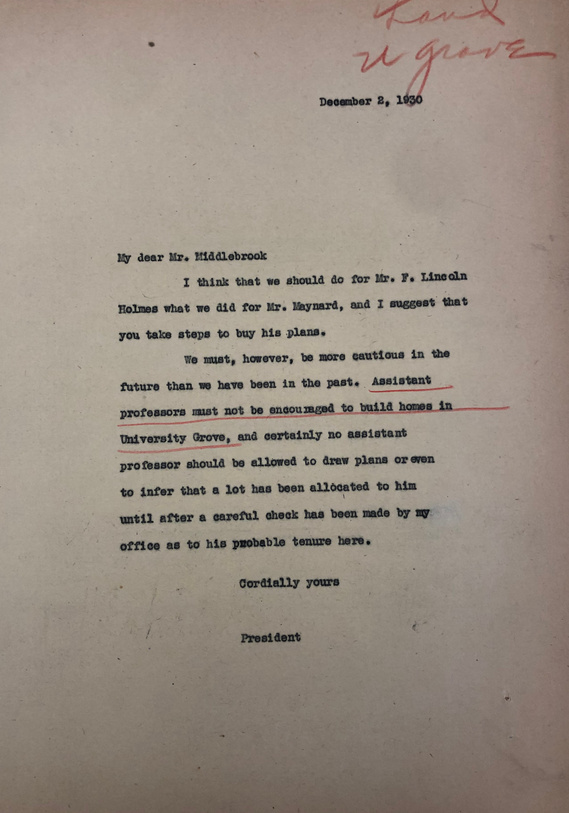 Land
U Grove
December 2, 1930
My dear Mr. Middlebrook
I think that we should do for Mr. F. Lincoln
Holmes what we did for Mr. Maynard, and I suggest that
you take steps to buy his plans.
We must, however, be more cautious in the
future than we have been in the past. Assistant
professors must not be encouraged to build homes in
University Grove, and certainly no assistant
professor should be allowed to draw plans or even
to infer that a lot has been allocated to him
until after a careful check has been made by my
office as to his probable tenure here.
Cordially yours
President